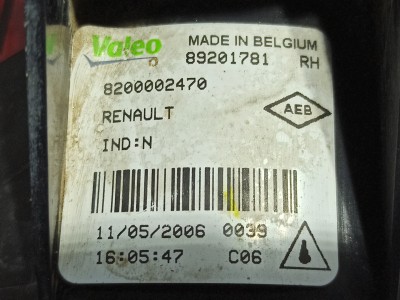 Valeo MADE IN BELGIUM
89201781 RH
8200002470
RENAULT AEB
IND:N
11/05/2006 0039
16:05:47 C06